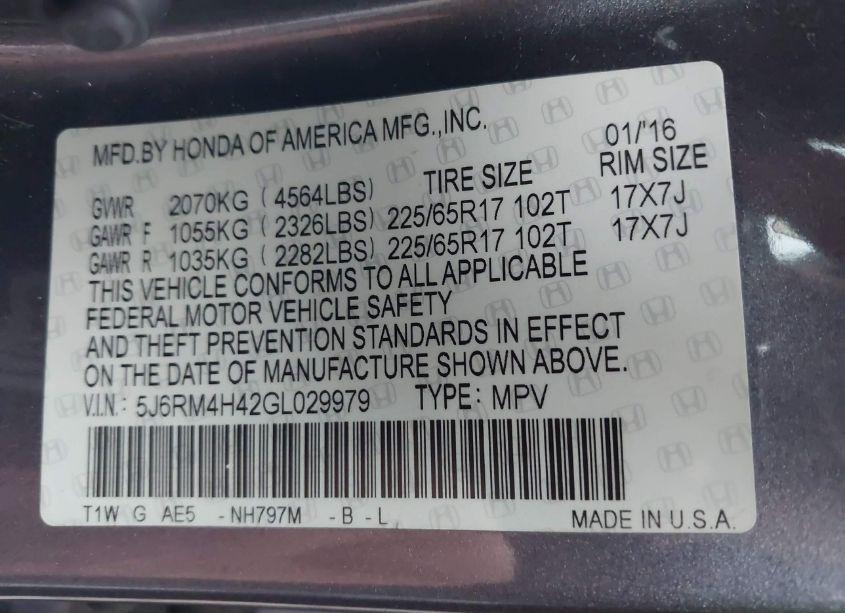 MFD.BY HONDA OF AMERICA MFG.,INC. 01/'16
TIRE SIZE RIM SIZE
GVWR 2070KG ( 4564LBS)
GAWR F 1055KG ( 2326LBS) 225/65R17 102T 17X7J
GAWR R 1035KG ( 2282LBS) 225/65R17 102T 17X7J
THIS VEHICLE CONFORMS TO ALL APPLICABLE
FEDERAL MOTOR VEHICLE SAFETY
AND THEFT PREVENTION STANDARDS IN EFFECT
ON THE DATE OF MANUFACTURE SHOWN ABOVE.
V.I.N.: 5J6RM4H42GL029979 TYPE: MPV
T1W G AE5 -NH797M -B -L
MADE IN U.S.A.